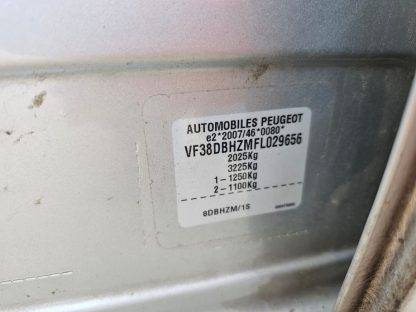 AUTOMOBILES PEUGEOT
e2*2007/46*0080*
VF38DBHZMFL029656
2025Kg
3225Kg
1-1250Kg
2-1100Kg
8DBHZM/1S